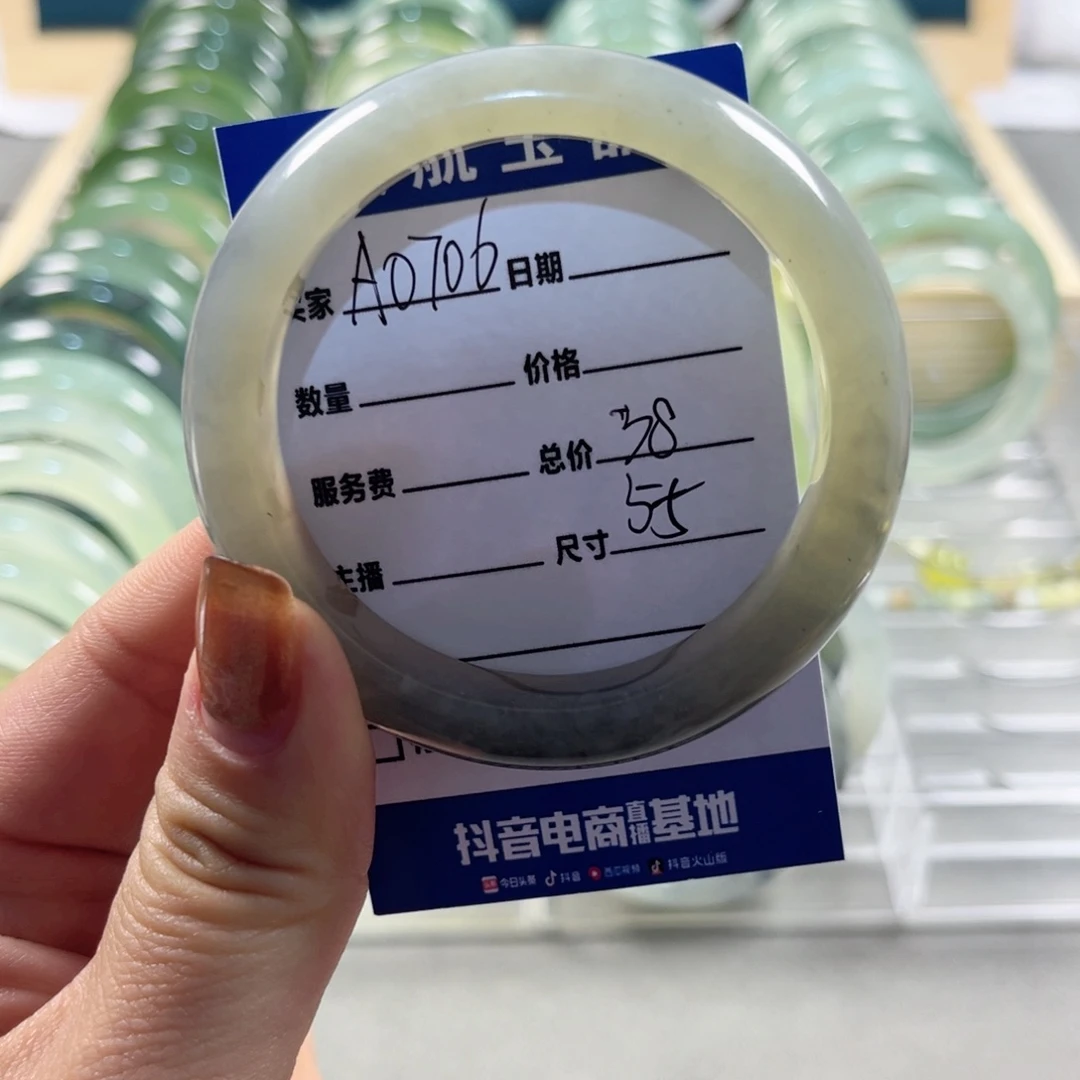 航玉
家 A0706 日期
数量 价格
服务费 总价 38
主播 尺寸 55
抖音电商直播基地
今日头条 抖音 西瓜视频 抖音火山版